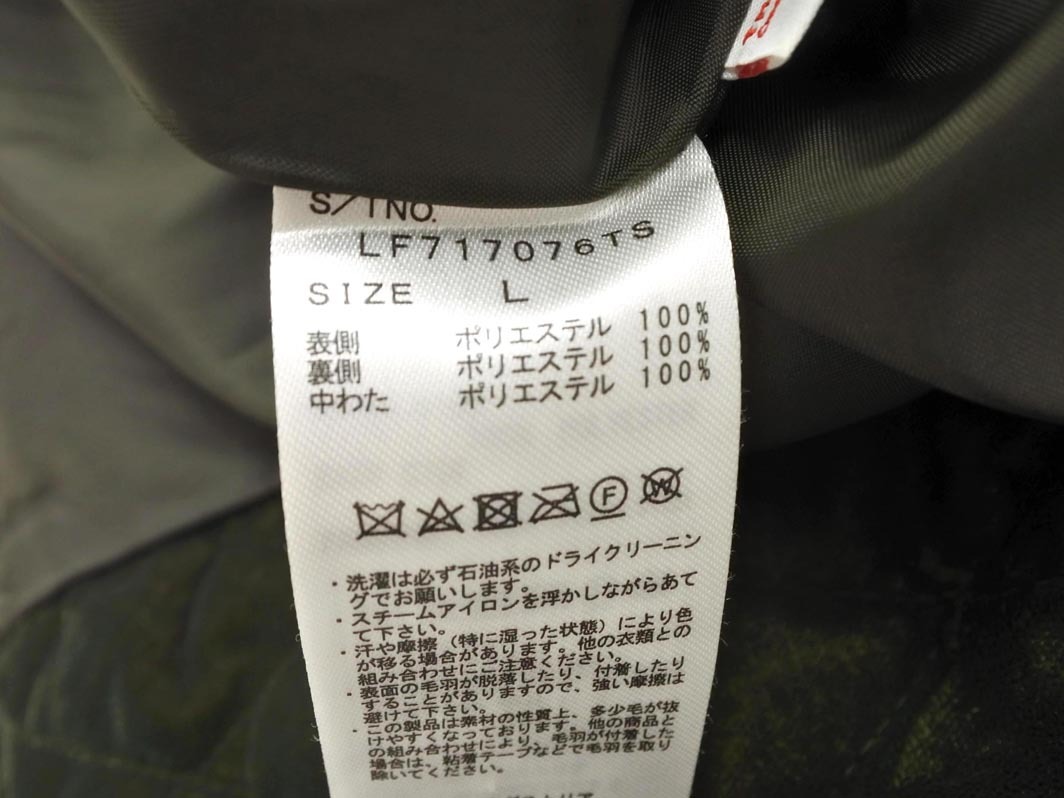 S/TNO.
LF717076TS
SIZE L
表側 ポリエステル 100%
裏側 ポリエステル 100%
中わた ポリエステル 100%
F
W
・洗濯は必ず石油系のドライクリーニン
グでお願いします。
・スチームアイロンを浮かしながらあて
て下さい。
・汗や摩擦(特に湿った状態)により色
が移る場合があります。他の衣類との
組み合わせにご注意ください。
・表面の毛羽が脱落したり、付着したり
することがありますので、強い摩擦は
避けて下さい。
・この製品は素材の性質上、多少毛が抜
けやすくなっております。他の商品と
の組み合わせにより、毛羽が付着した
場合は、粘着テープなどで毛羽を取り
除いてください。